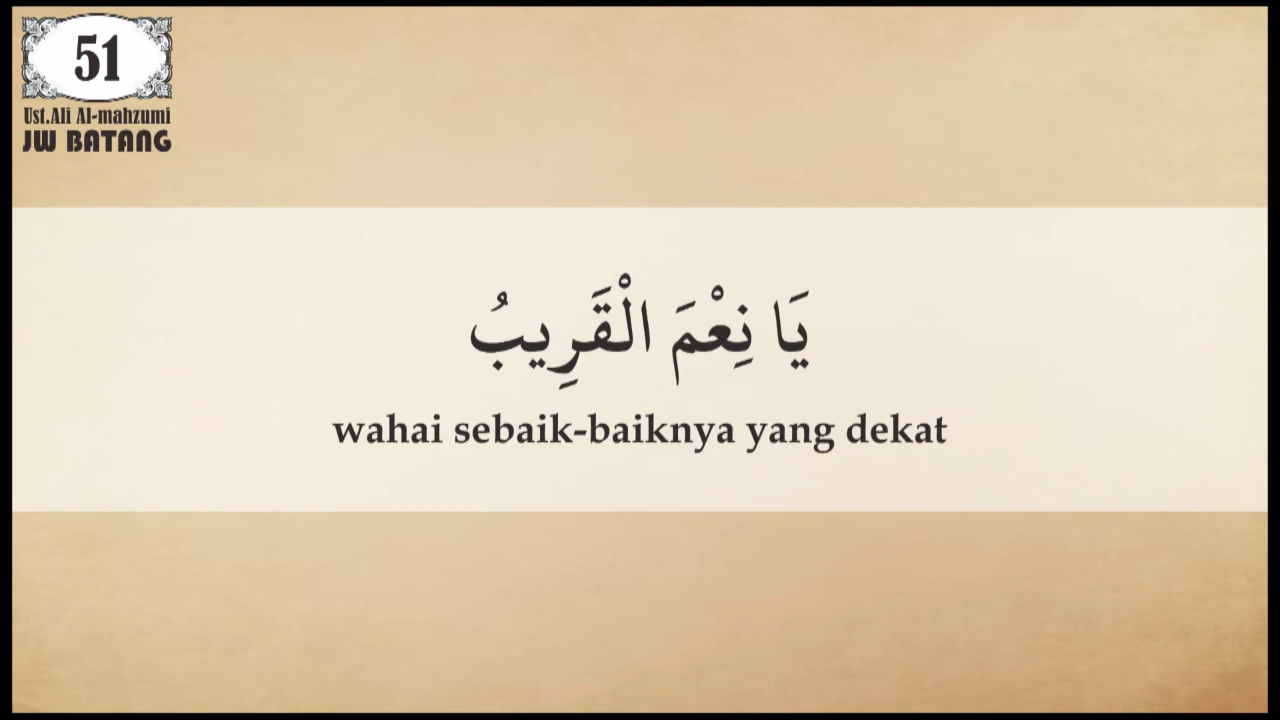 51
Ust.Ali Al-mahzumi
JW BATANG
يَا نِعْمَ الْقَرِيبُ
wahai sebaik-baiknya yang dekat